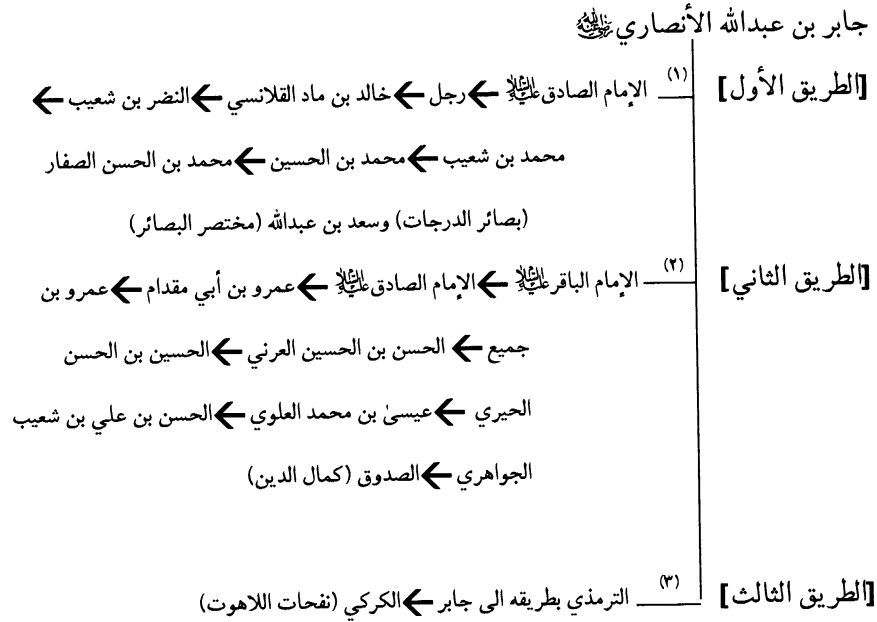 جابر بن عبدالله الأنصاري رضي الله عنه
[الطريق الأول] (١) الإمام الصادق عليه السلام ← رجل ← خالد بن ماد القلانسي ← النضر بن شعيب ←
محمد بن شعيب ← محمد بن الحسين ← محمد بن الحسن الصفار
(بصائر الدرجات) وسعد بن عبدالله (مختصر البصائر)
[الطريق الثاني] (٢) الإمام الباقر عليه السلام ← الإمام الصادق عليه السلام ← عمرو بن أبي مقدام ← عمرو بن
جميع ← الحسن بن الحسين العرني ← الحسين بن الحسن
الحيري ← عيسىٰ بن محمد العلوي ← الحسن بن علي بن شعيب
الجواهري ← الصدوق (كمال الدين)
[الطريق الثالث] (٣) الترمذي بطريقه الى جابر ← الكركي (نفحات اللاهوت)